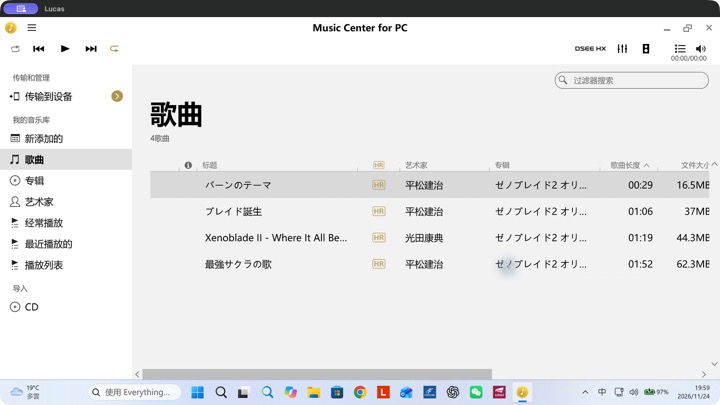 Lucas
Music Center for PC
DSEE HX
00:00/00:00
传输和管理
传输到设备
我的音乐库
新添加的
歌曲
专辑
艺术家
经常播放
最近播放的
播放列表
导入
CD
过滤器搜索
歌曲
4歌曲
标题 HR 艺术家 专辑 歌曲长度 文件大小
バーンのテーマ HR 平松建治 ゼノブレイド2 オリ... 00:29 16.5MB
ブレイド誕生 HR 平松建治 ゼノブレイド2 オリ... 01:06 37MB
Xenoblade II - Where It All Be... HR 光田康典 ゼノブレイド2 オリ... 01:19 44.3MB
最強サクラの歌 HR 平松建治 ゼノブレイド2 オリ... 01:52 62.3MB
19°C
多雲
使用 Everything...
中
97%
19:59
2026/11/24